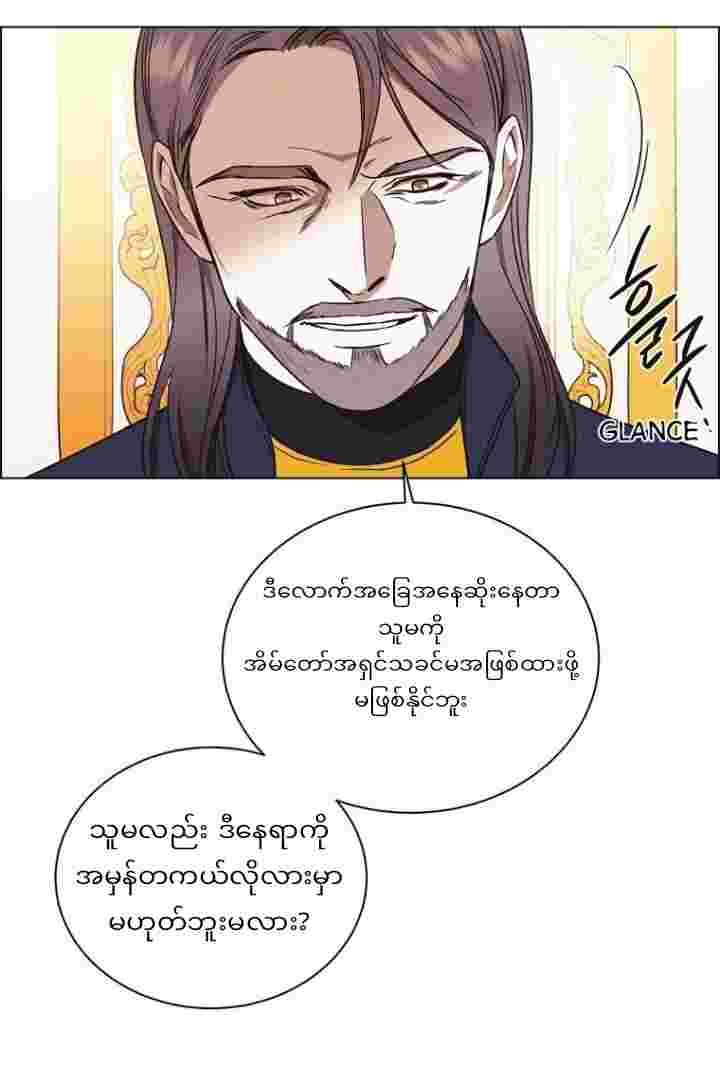 흘긋
GLANCE
ဒီလောက်အခြေအနေဆိုးနေတာ
သူမကို
အိမ်တော်အရှင်သခင်မအဖြစ်ထားဖို့
မဖြစ်နိုင်ဘူး
သူမလည်း ဒီနေရာကို
အမှန်တကယ်လိုလားမှာ
မဟုတ်ဘူးမလား?